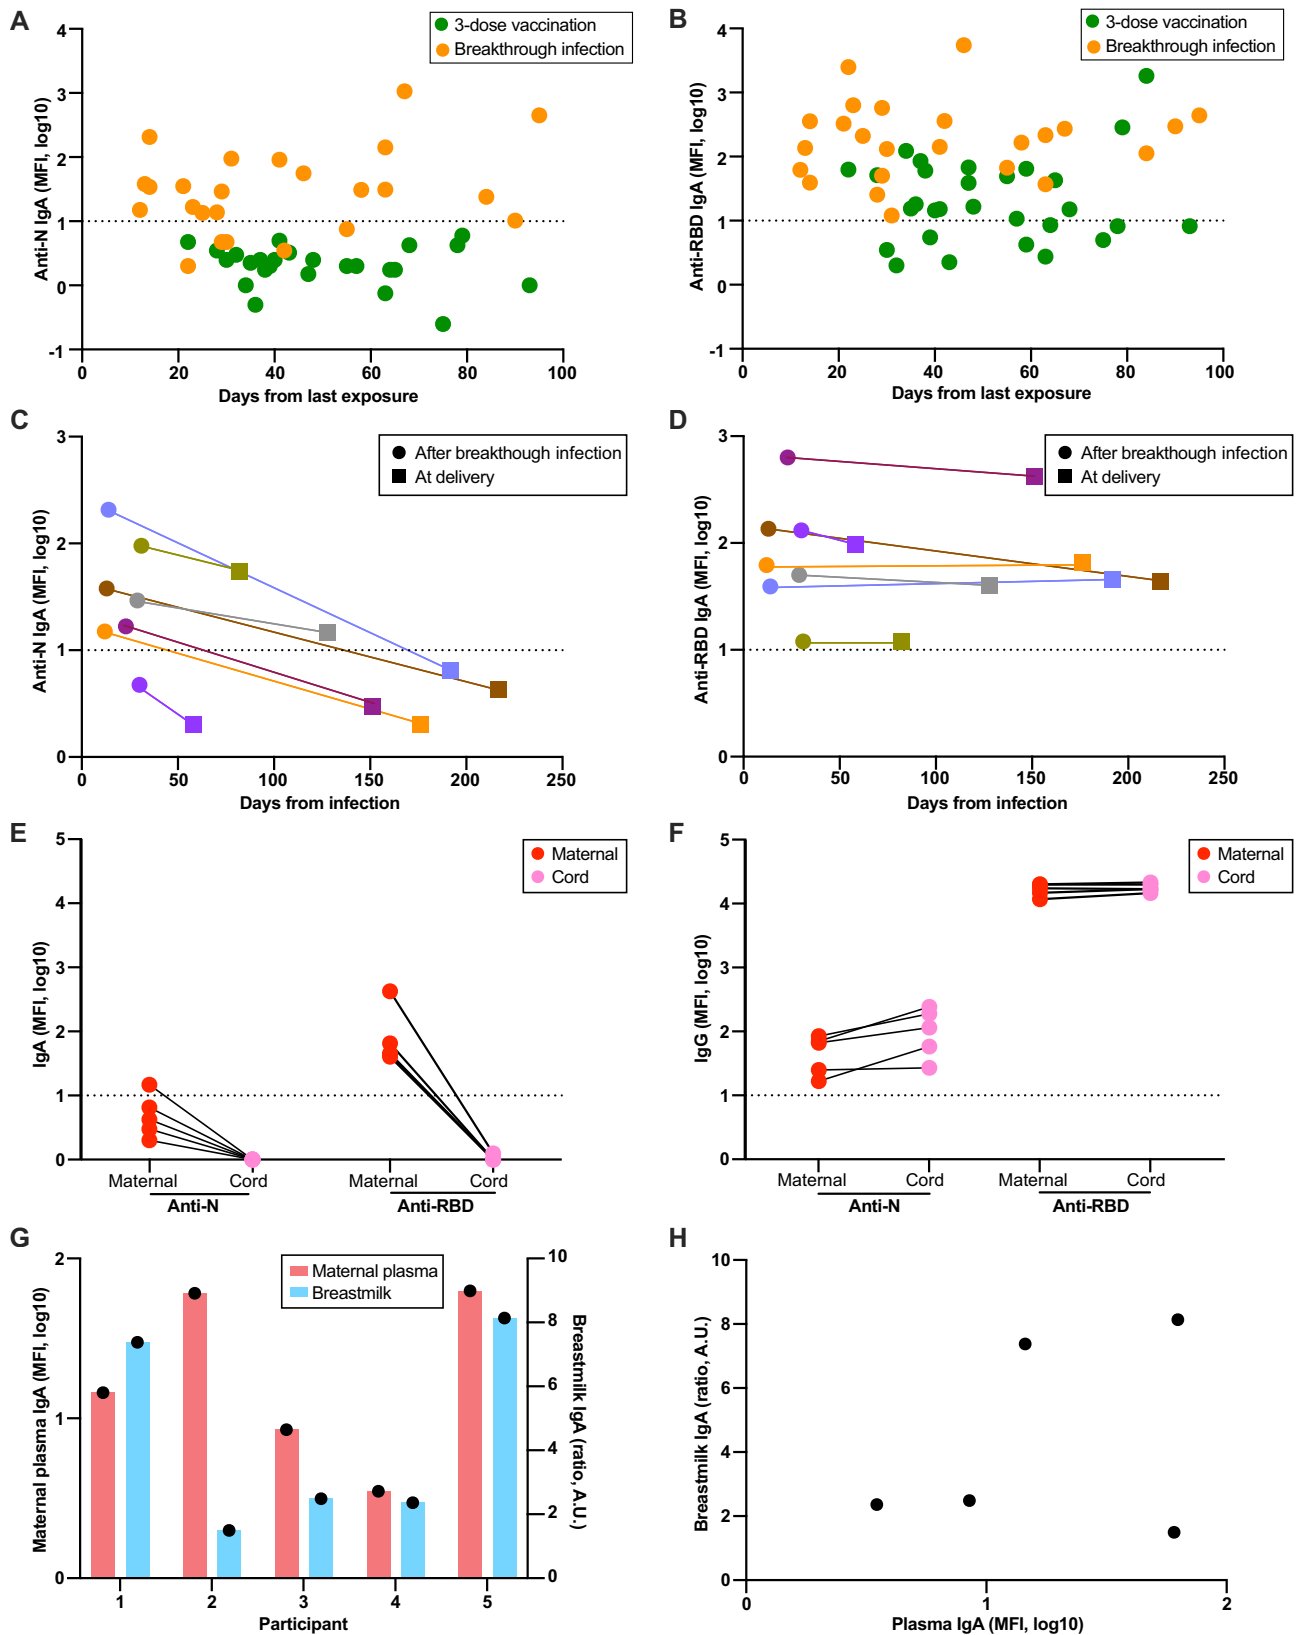 A
4
3
2
1
0
-1
Anti-N IgA (MFI, log10)
3-dose vaccination
Breakthrough infection
0 20 40 60 80 100
Days from last exposure
B
4
3
2
1
0
-1
Anti-RBD IgA (MFI, log10)
3-dose vaccination
Breakthrough infection
0 20 40 60 80 100
Days from last exposure
C
3
2
1
0
Anti-N IgA (MFI, log10)
After breakthough infection
At delivery
0 50 100 150 200 250
Days from infection
D
3
2
1
0
Anti-RBD IgA (MFI, log10)
After breakthough infection
At delivery
0 50 100 150 200 250
Days from infection
E
5
4
3
2
1
0
IgA (MFI, log10)
Maternal
Cord
Maternal Cord Maternal Cord
Anti-N Anti-RBD
F
5
4
3
2
1
0
IgG (MFI, log10)
Maternal
Cord
Maternal Cord Maternal Cord
Anti-N Anti-RBD
G
2
1
0
Maternal plasma IgA (MFI, log10)
Maternal plasma
Breastmilk
10
8
6
4
2
0
Breastmilk IgA (ratio, A.U.)
1 2 3 4 5
Participant
H
10
8
6
4
2
0
Breastmilk IgA (ratio, A.U.)
0 1 2
Plasma IgA (MFI, log10)